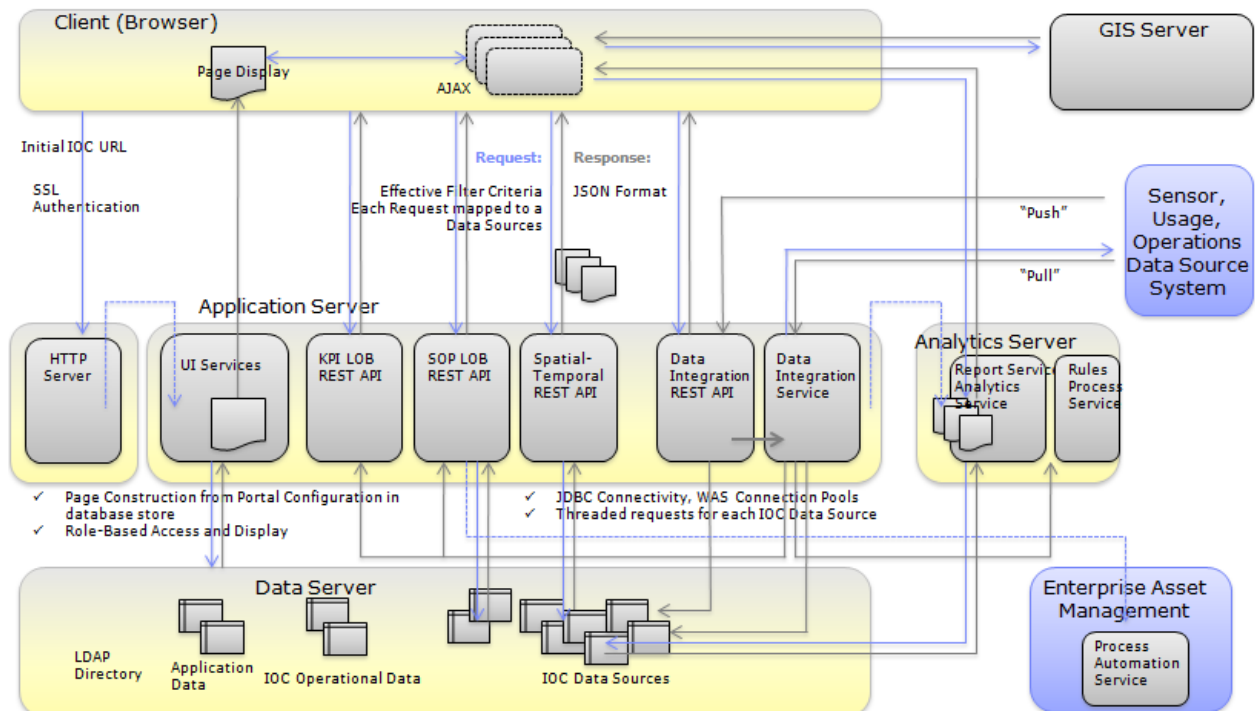 Client (Browser)
GIS Server
Page Display
AJAX
Initial IOC URL
SSL
Authentication
Request:
Response:
Effective Filter Criteria
Each Request mapped to a
Data Sources
JSON Format
"Push"
"Pull"
Sensor,
Usage,
Operations
Data Source
System
Application Server
Analytics Server
HTTP
Server
UI Services
KPI LOB
REST API
SOP LOB
REST API
Spatial-
Temporal
REST API
Data
Integration
REST API
Data
Integration
Service
Report Service
Analytics
Service
Rules
Process
Service
✓ Page Construction from Portal Configuration in
database store
✓ Role-Based Access and Display
✓ JDBC Connectivity, WAS Connection Pools
✓ Threaded requests for each IOC Data Source
Data Server
LDAP
Directory
Application
Data
IOC Operational Data
IOC Data Sources
Enterprise Asset
Management
Process
Automation
Service